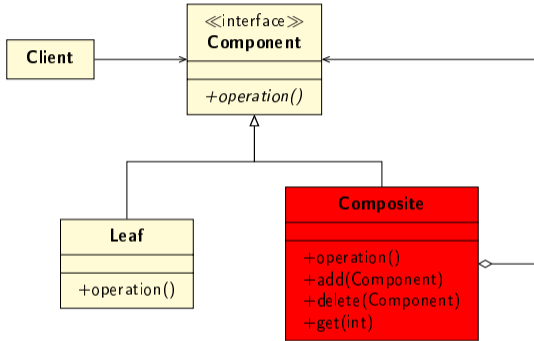 ≪interface≫
Component
+operation()
Client
Leaf
+operation()
Composite
+operation()
+add(Component)
+delete(Component)
+get(int)